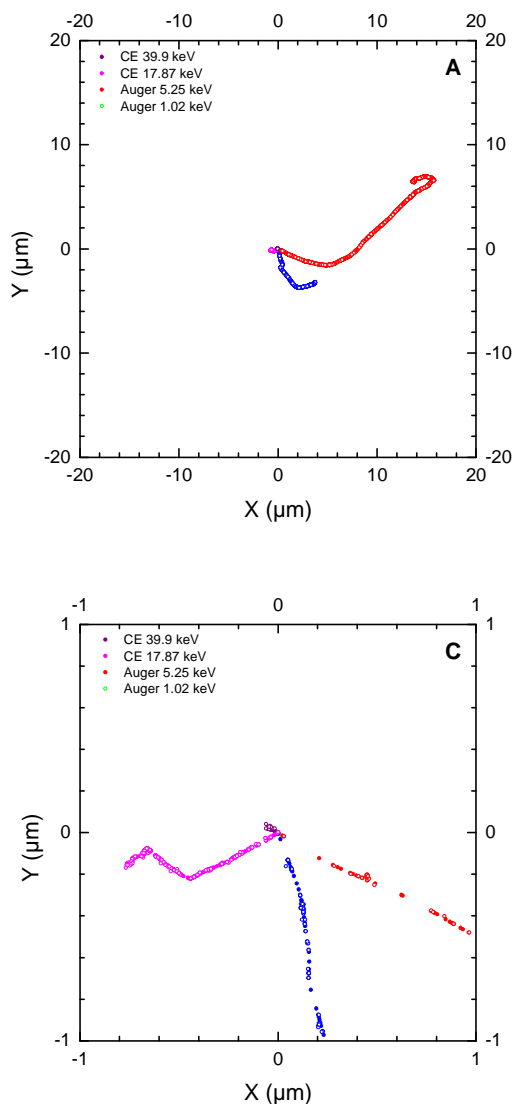 -20 -10 0 10 20
20 20
CE 39.9 keV
A
CE 17.87 keV
Auger 5.25 keV
Auger 1.02 keV
10 10
Y (µm)
0 0
-10 -10
-20 -20
-20 -10 0 10 20
X (µm)
-1 0 1
1 1
CE 39.9 keV
C
CE 17.87 keV
Auger 5.25 keV
Auger 1.02 keV
Y (µm)
0 0
-1 -1
-1 0 1
X (µm)